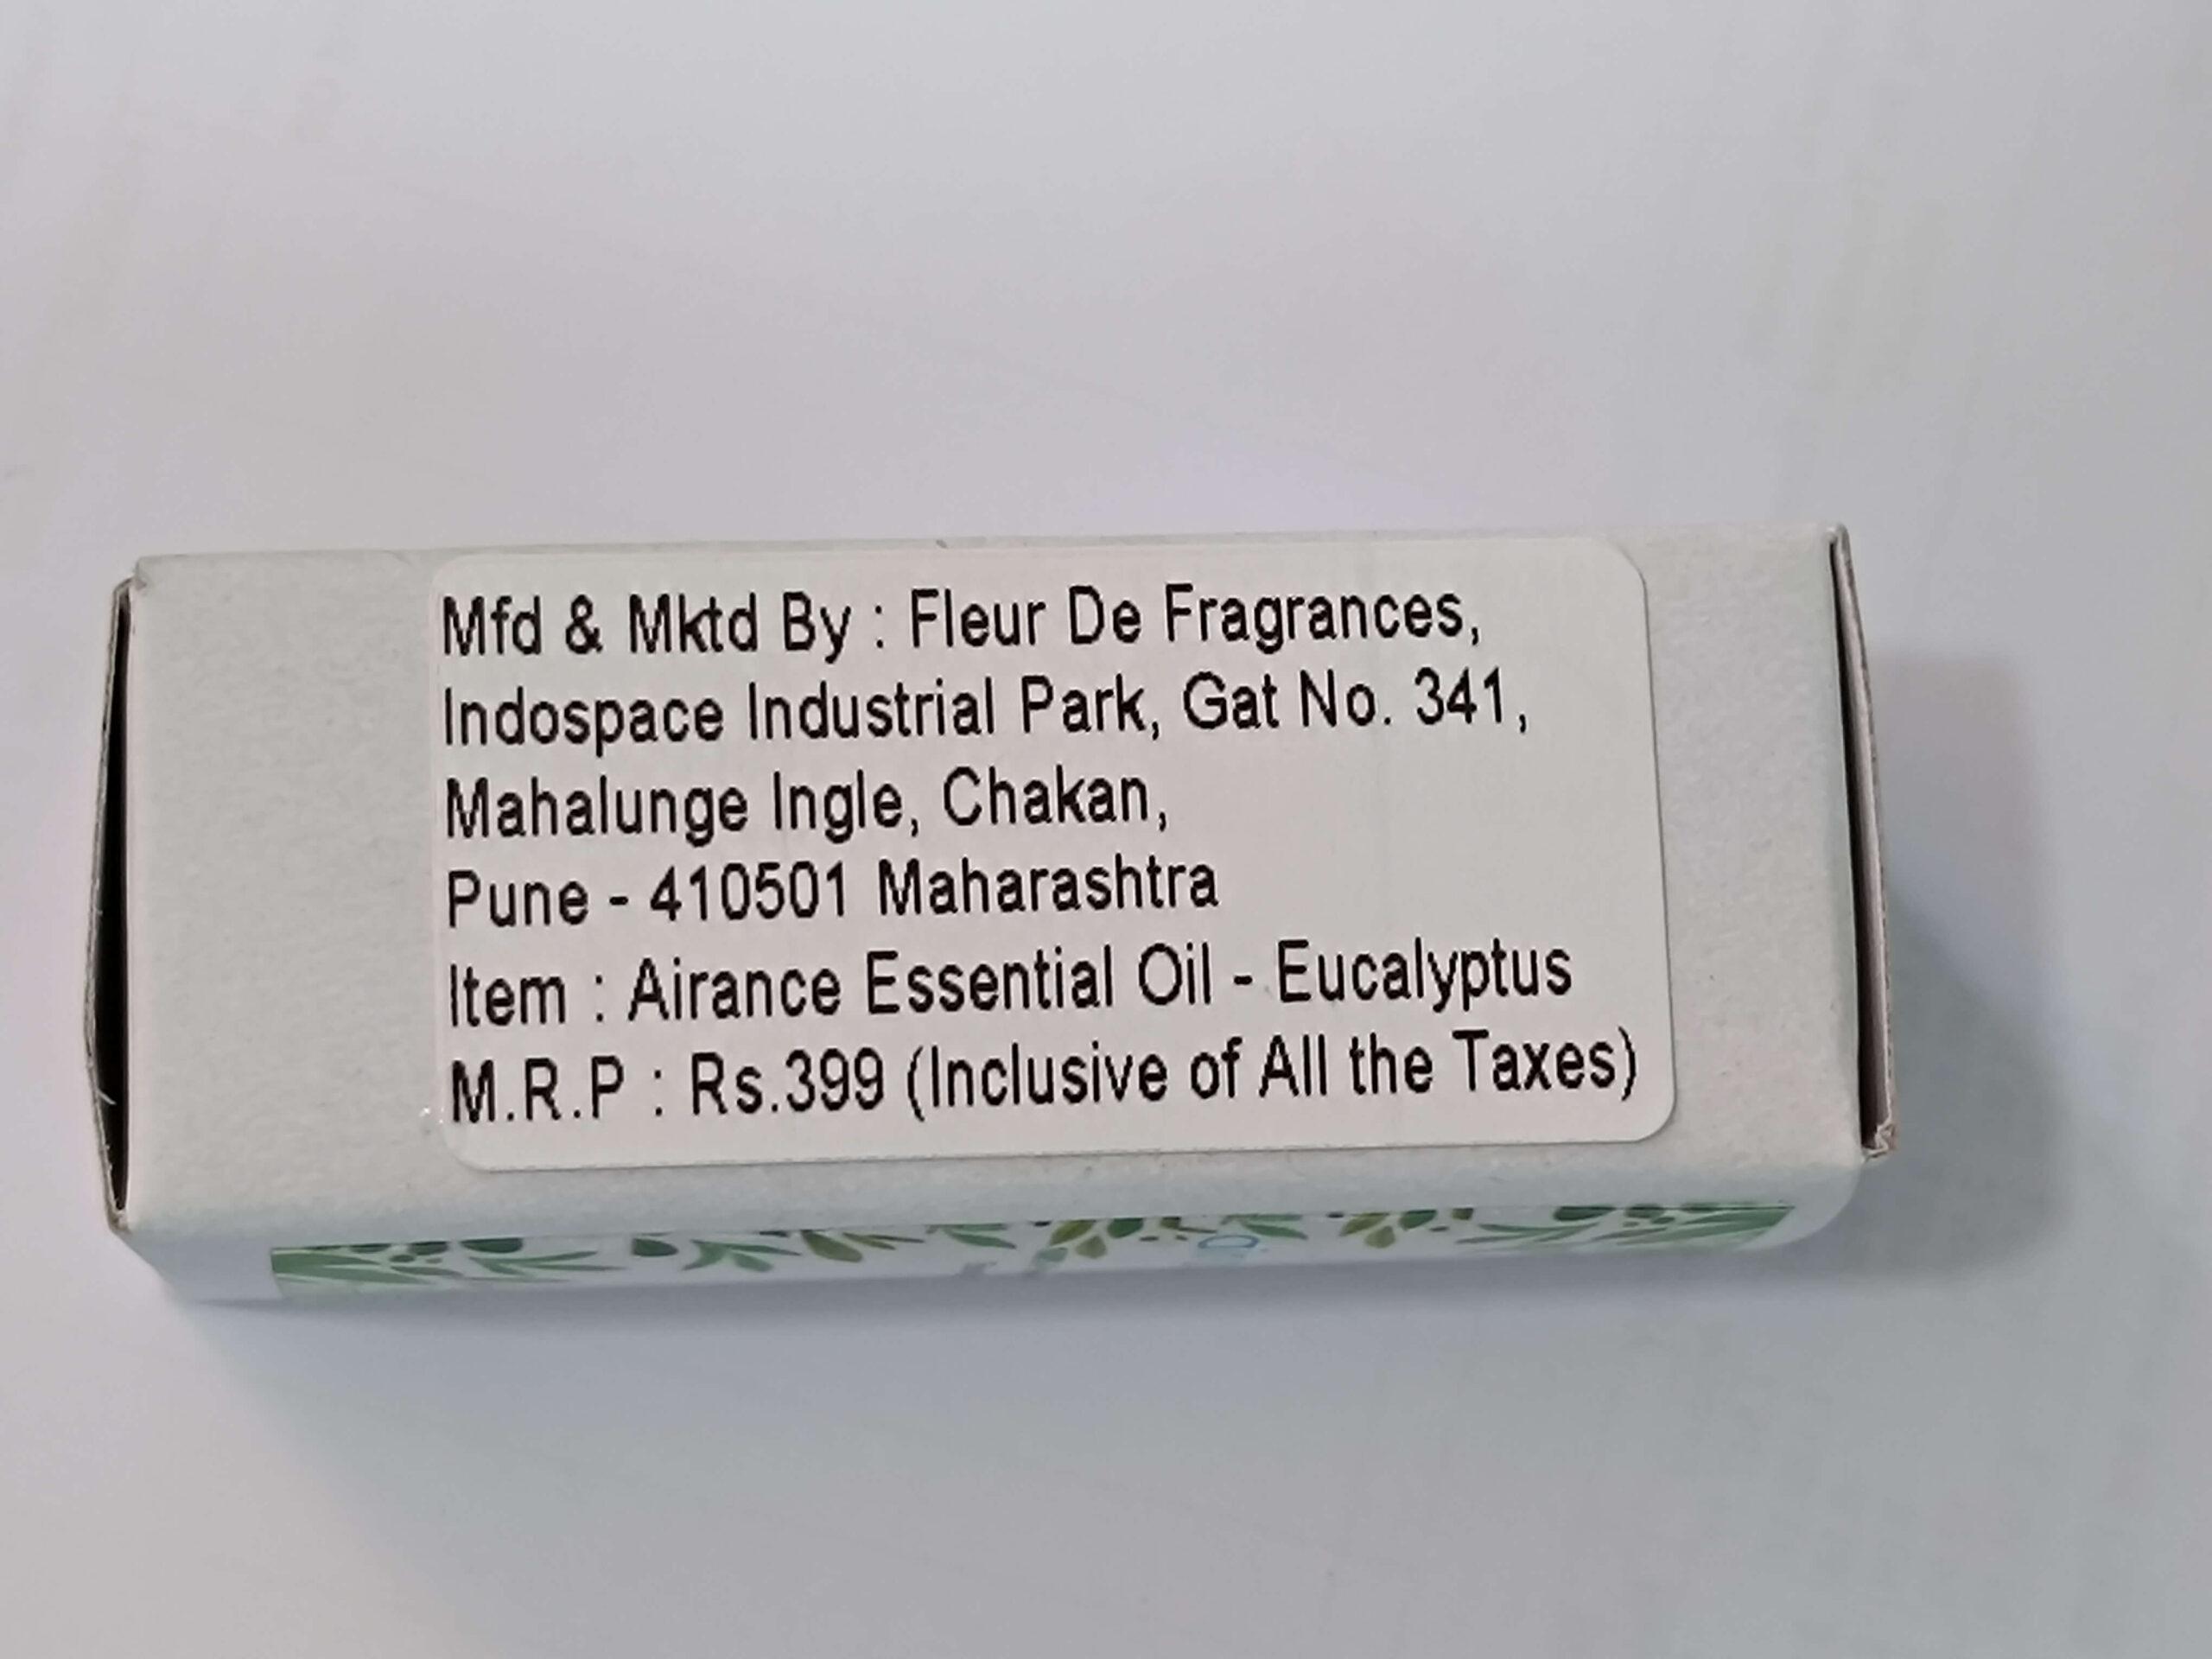 Mfd & Mktd By : Fleur De Fragrances,
Indospace Industrial Park, Gat No. 341,
Mahalunge Ingle, Chakan,
Pune - 410501 Maharashtra
Item : Airance Essential Oil - Eucalyptus
M.R.P : Rs.399 (Inclusive of All the Taxes)